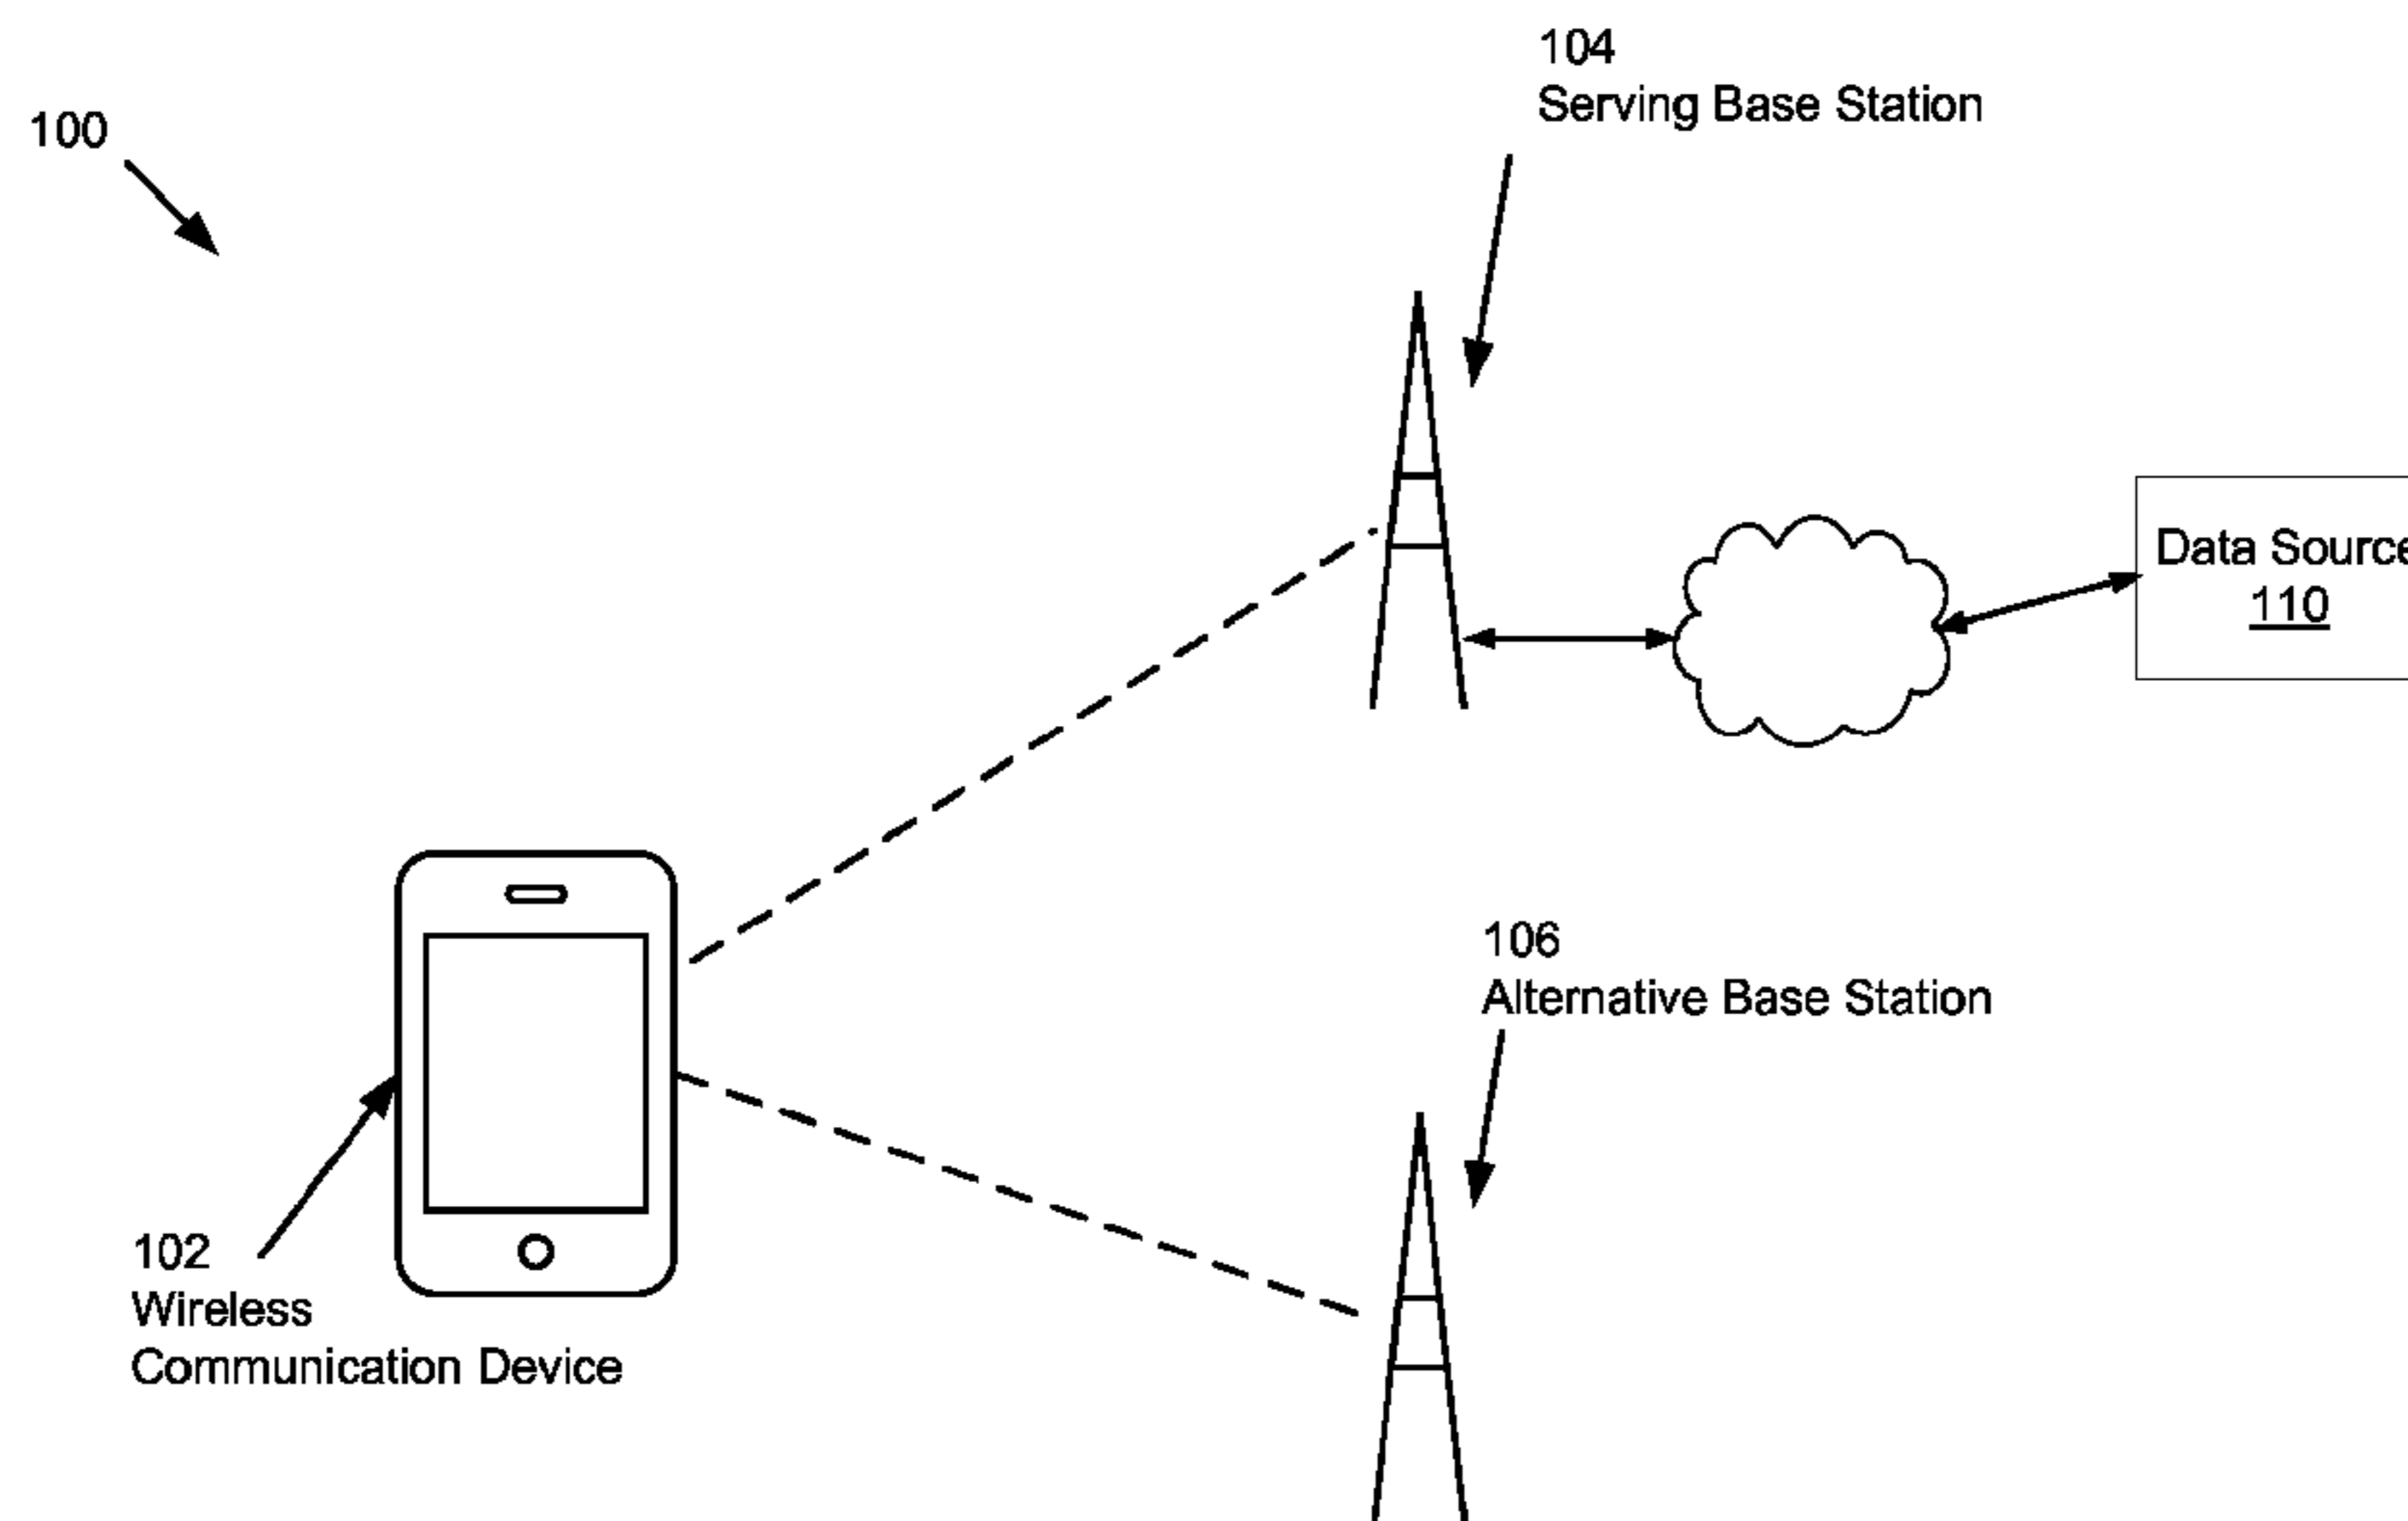 104
Serving Base Station
100
Data Source
110
106
Alternative Base Station
102
Wireless
Communication Device